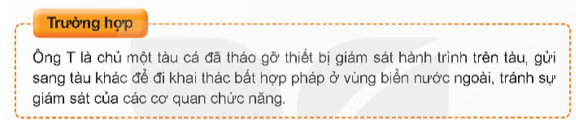 Trường hợp
Ông T là chủ một tàu cá đã tháo gỡ thiết bị giám sát hành trình trên tàu, gửi
sang tàu khác để đi khai thác bất hợp pháp ở vùng biển nước ngoài, tránh sự
giám sát của các cơ quan chức năng.